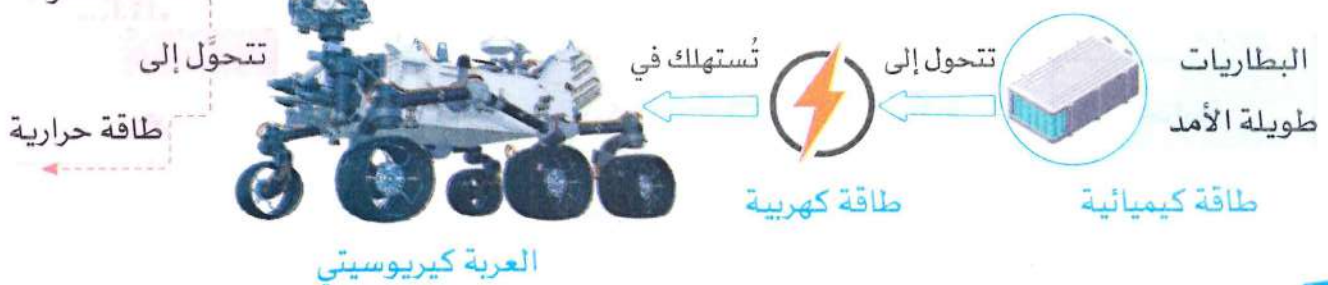 البطاريات
طويلة الأمد
تتحول إلى
تُستهلك في
تتحوَّل إلى
طاقة حرارية
طاقة كيميائية
طاقة كهربية
العربة كيريوسيتي